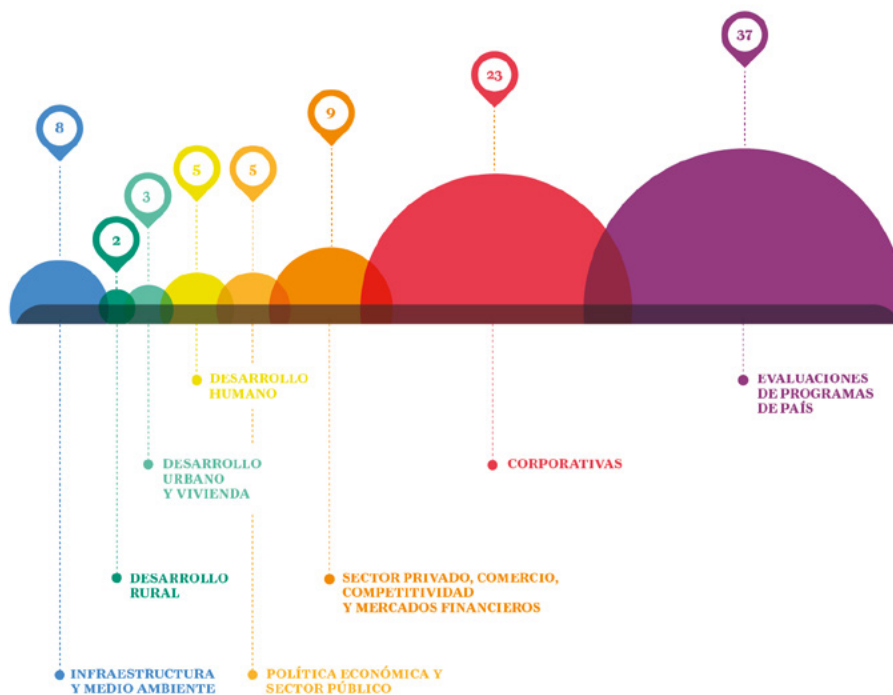 37
23
9
8
5
5
3
2
DESARROLLO
HUMANO
EVALUACIONES
DE PROGRAMAS
DE PAÍS
DESARROLLO
URBANO
Y VIVIENDA
CORPORATIVAS
DESARROLLO
RURAL
SECTOR PRIVADO, COMERCIO,
COMPETITIVIDAD
Y MERCADOS FINANCIEROS
INFRAESTRUCTURA
Y MEDIO AMBIENTE
POLÍTICA ECONÓMICA Y
SECTOR PÚBLICO